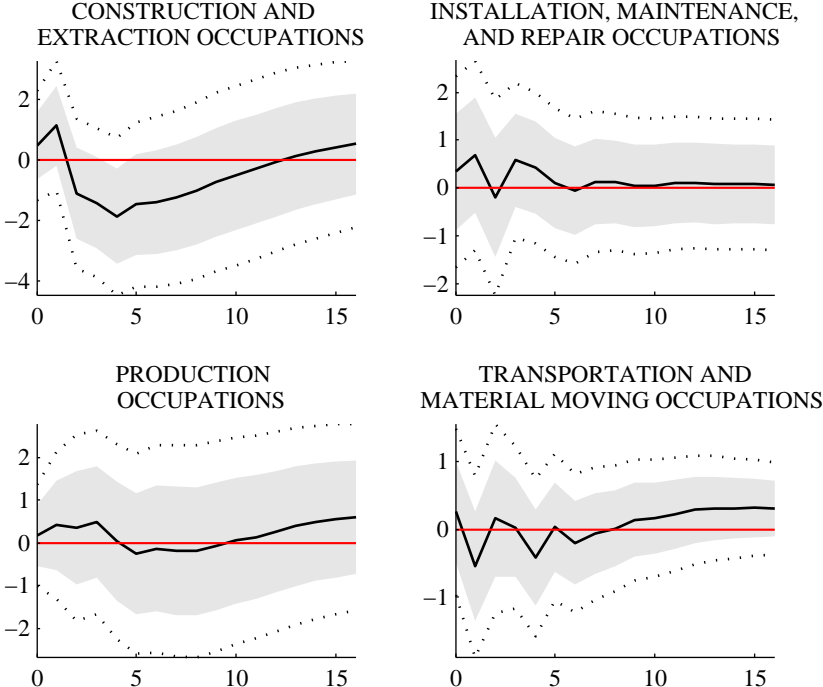 CONSTRUCTION AND
EXTRACTION OCCUPATIONS
2
0
−2
−4
0 5 10 15
INSTALLATION, MAINTENANCE,
AND REPAIR OCCUPATIONS
2
1
0
−1
−2
0 5 10 15
PRODUCTION
OCCUPATIONS
2
1
0
−1
−2
0 5 10 15
TRANSPORTATION AND
MATERIAL MOVING OCCUPATIONS
1
0
−1
0 5 10 15